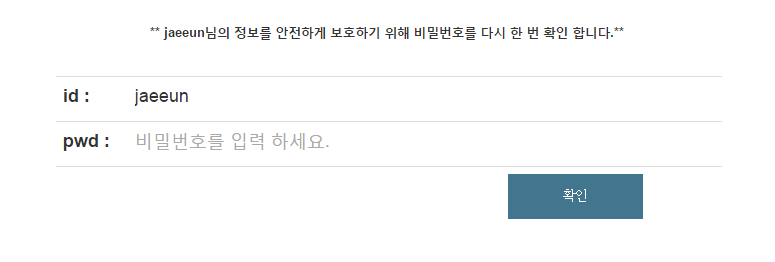 ** jaeeun님의 정보를 안전하게 보호하기 위해 비밀번호를 다시 한 번 확인 합니다.**
id : jaeeun
pwd : 비밀번호를 입력 하세요.
확인